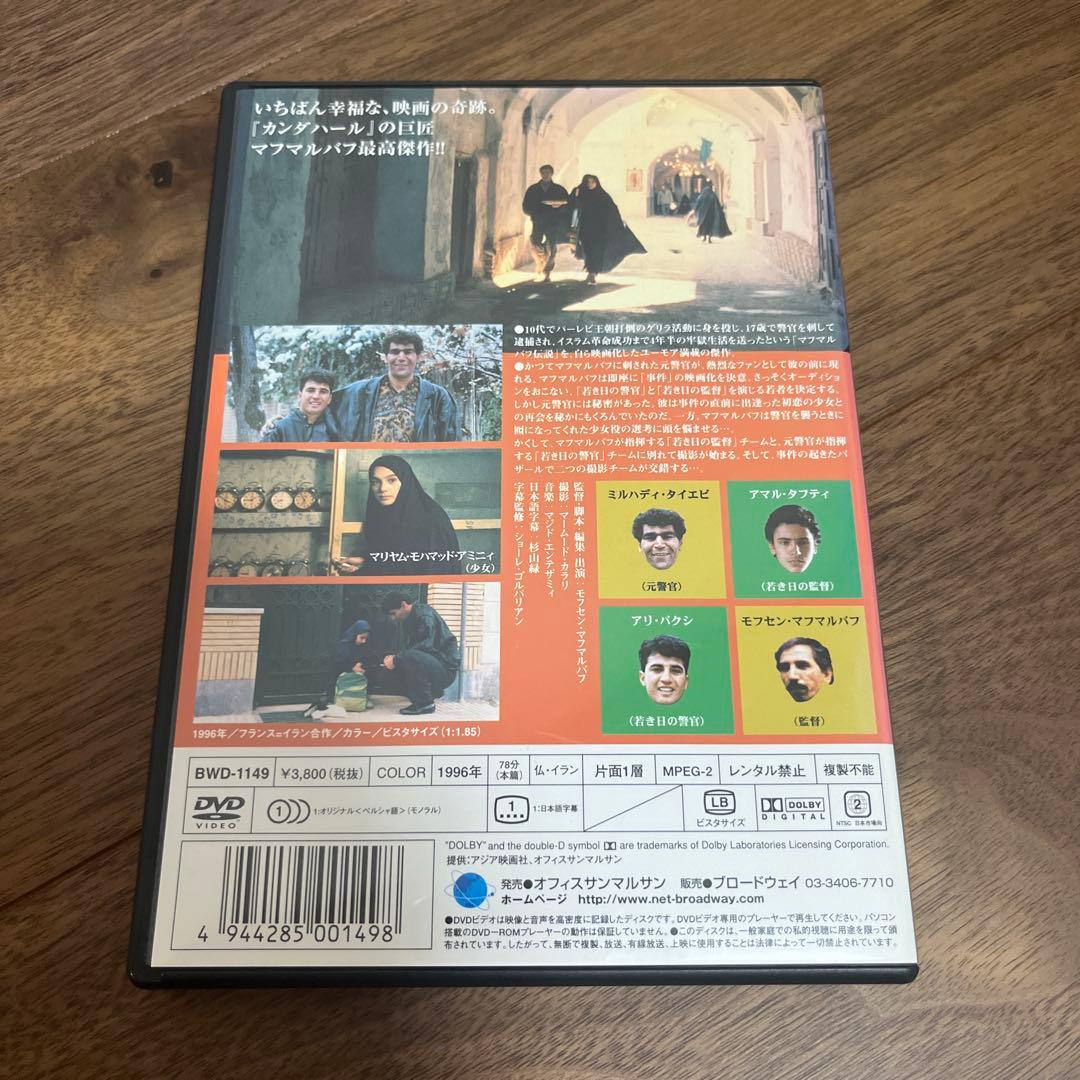 いちばん幸福な、映画の奇跡。
『カンダハール』の巨匠
マフマルバフ最高傑作!!
●10代でパーレビ王朝打倒のゲリラ活動に身を投じ、17歳で警官を刺して
逮捕され、イスラム革命成功まで4年半の牢獄生活を送ったという「マフマル
バフ伝説」を、自ら映画化したユーモア満載の傑作。
●かつてマフマルバフに刺された元警官が、熱烈なファンとして彼の前に現
れる。マフマルバフは即座に「事件」の映画化を決意。さっそくオーディショ
ンをおこない、「若き日の警官」と「若き日の監督」を演じる若者を決定する。
しかし元警官には秘密があった。彼は事件の直前に出逢った初恋の少女と
の再会を秘かにもくろんでいたのだ。一方、マフマルバフは警官を襲うときに
囮になってくれた少女役の選考に頭を悩ませる…。
かくして、マフマルバフが指揮する「若き日の監督」チームと、元警官が指揮
する「若き日の警官」チームに別れて撮影が始まる。そして、事件の起きたバ
ザールで二つの撮影チームが交錯する…。
マリヤム・モハマッド・アミニィ
(少女)
監督・脚本・編集・出演：モフセン・マフマルバフ
撮影：マームード・カラリ
音楽：マジド・エンテザミィ
日本語字幕：杉山緑
字幕監修：ショーレ・ゴルパリアン
ミルハディ・タイエビ
(元警官)
アマル・タフティ
(若き日の監督)
アリ・バクシ
(若き日の警官)
モフセン・マフマルバフ
(監督)
1996年／フランス=イラン合作／カラー／ビスタサイズ(1:1.85)
BWD-1149 ¥3,800(税抜) COLOR 1996年 78分(本篇) 仏・イラン 片面1層 MPEG-2 レンタル禁止 複製不能
DVD VIDEO 1 1:オリジナル<ペルシャ語>(モノラル) 1 1:日本語字幕 LB ビスタサイズ DOLBY DIGITAL 2 NTSC 日本市場向
"DOLBY" and the double-D symbol are trademarks of Dolby Laboratories Licensing Corporation.
提供:アジア映画社、オフィスサンマルサン
発売●オフィスサンマルサン 販売●ブロードウェイ 03-3406-7710
ホームページ http://www.net-broadway.com/
●DVDビデオは映像と音声を高密度に記録したディスクです。DVDビデオ専用のプレーヤーで再生してください。パソコン
搭載のDVD-ROMプレーヤーの動作は保証していません。●このディスクは、一般家庭での私的視聴に用途を限って頒
布されています。したがって、無断で複製、放送、有線放送、上映に使用することは法律によって一切禁止されています。
4 944285 001498